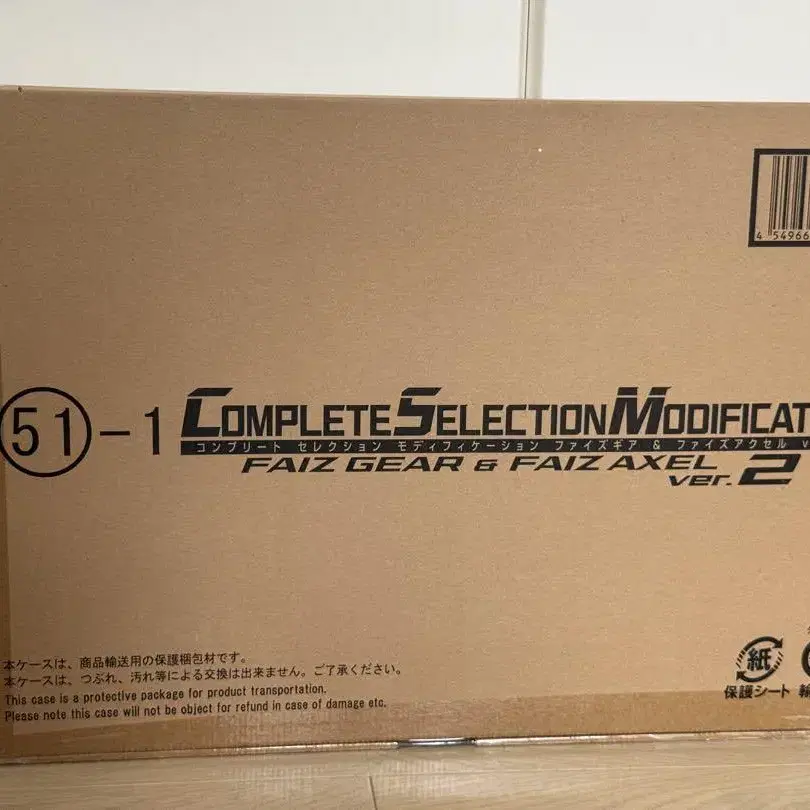 4 54966
51-1 COMPLETE SELECTION MODIFICAT
コンプリート セレクション モディフィケーション ファイズギア & ファイズアクセル v
FAIZ GEAR & FAIZ AXEL
ver. 2
本ケースは、商品輸送用の保護梱包材です。
本ケースは、つぶれ、汚れ等による交換は出来ません。ご了承ください。
This case is a protective package for product transportation.
Please note this case will not be object for refund in case of damage etc.
紙
保護シート 輸